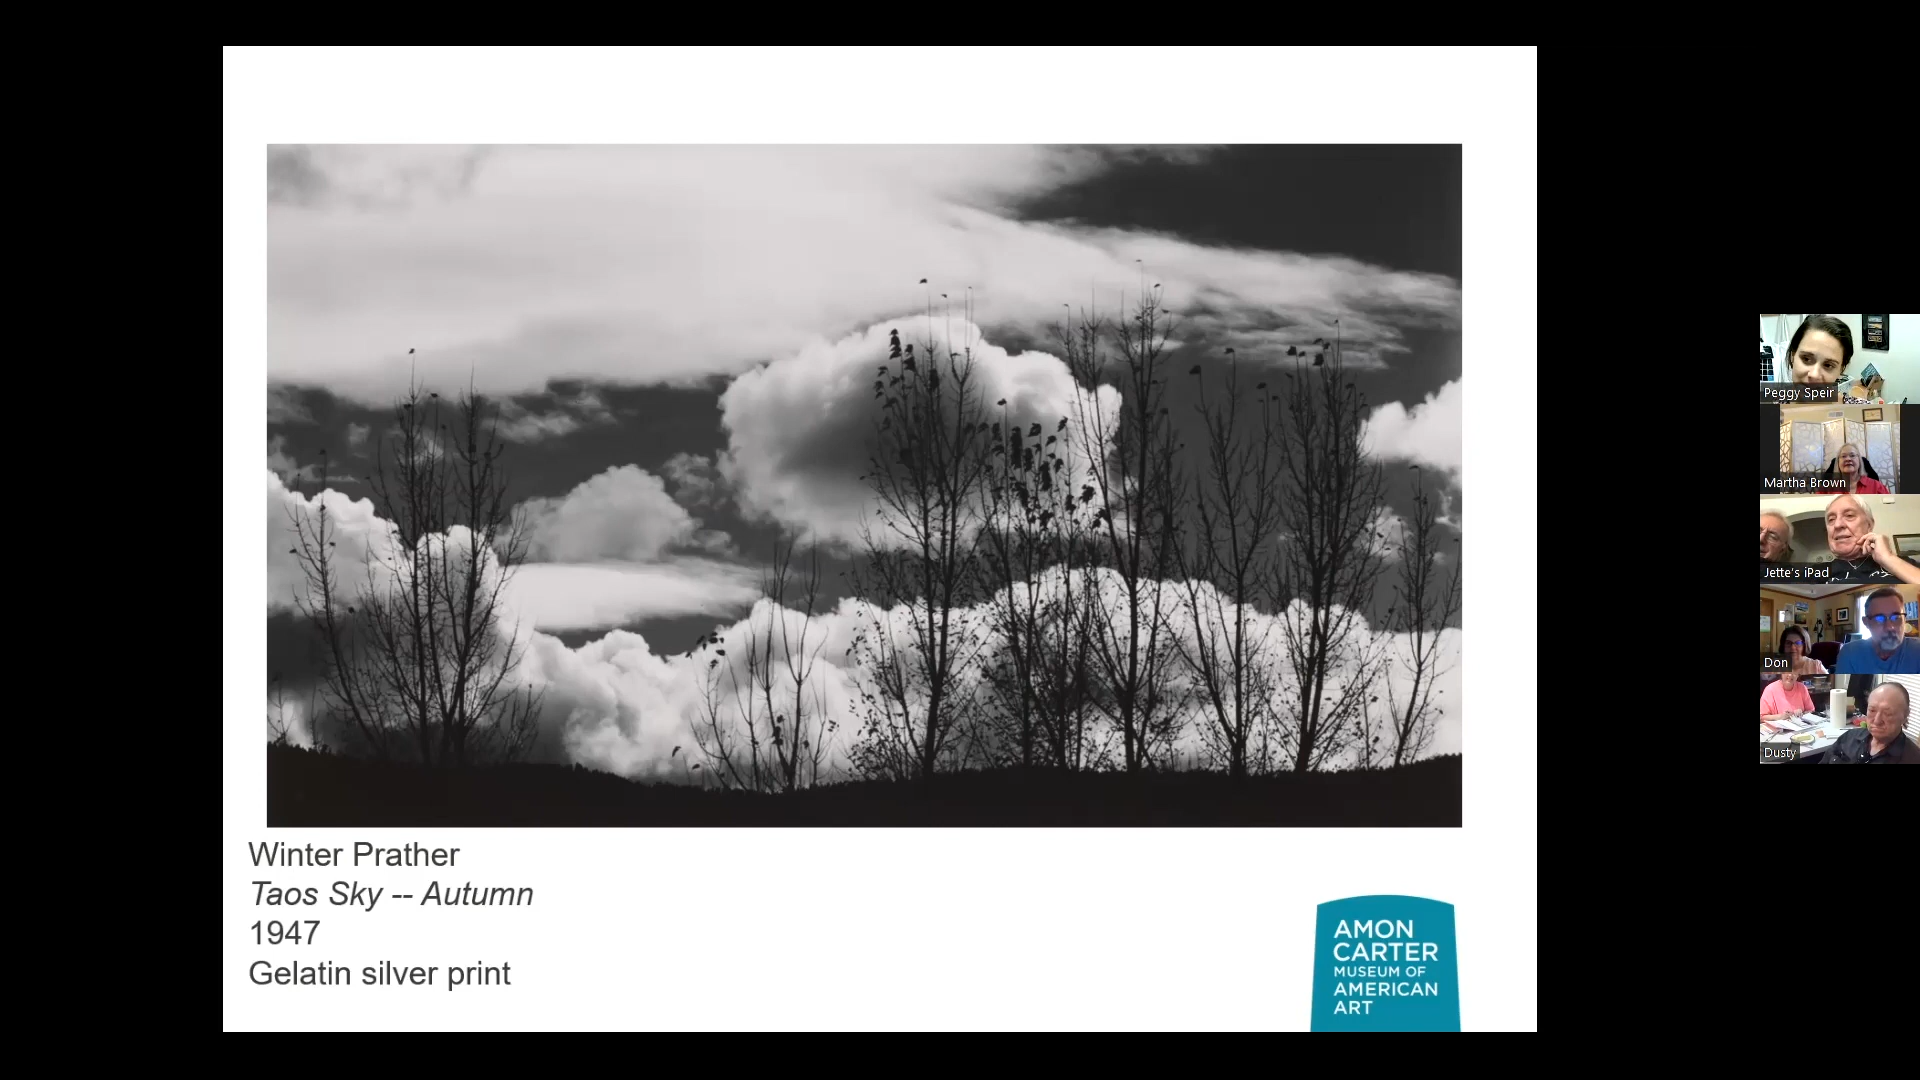 Winter Prather
Taos Sky -- Autumn
1947
Gelatin silver print
AMON
CARTER
MUSEUM OF
AMERICAN
ART
Peggy Speir
Martha Brown
Jette's iPad
Don
Dusty